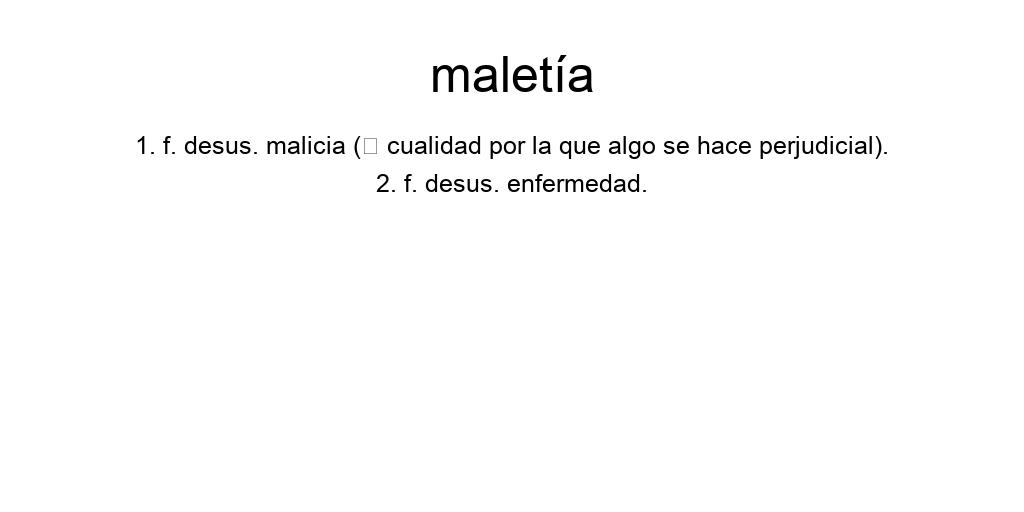 maletía
1. f. desus. malicia (▯ cualidad por la que algo se hace perjudicial).
2. f. desus. enfermedad.